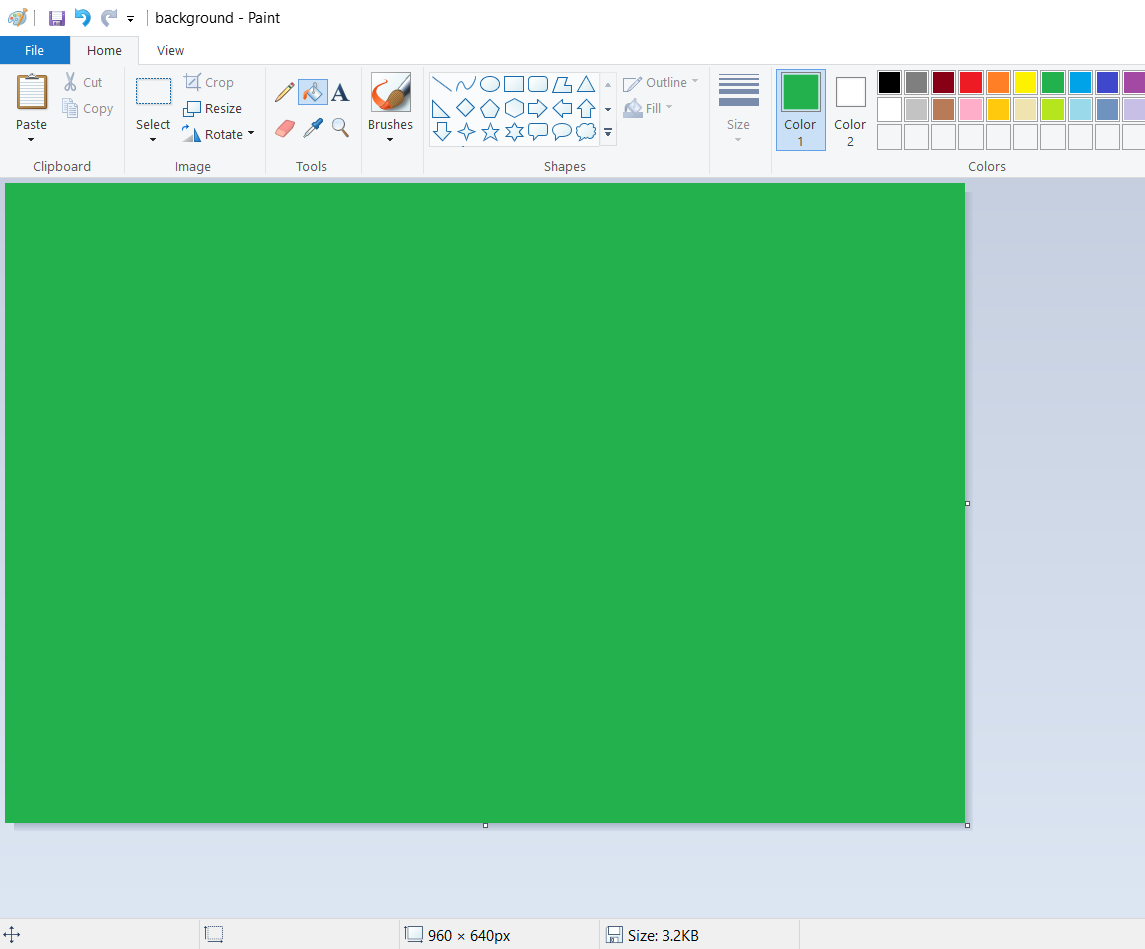 background - Paint
File Home View
Paste
Cut
Copy
Clipboard
Select
Crop
Resize
Rotate
Image
A
Tools
Brushes
Shapes
Outline
Fill
Size
Color
1
Color
2
Colors
960 × 640px
Size: 3.2KB